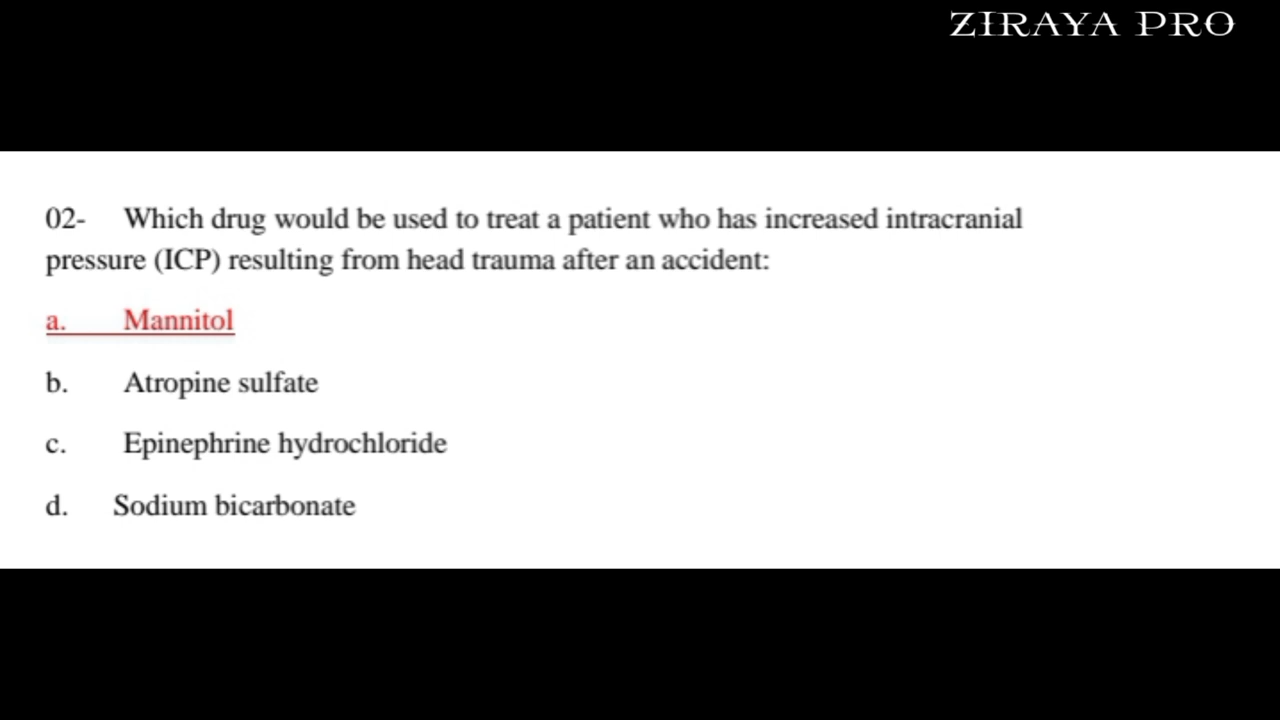 ZIRAYA PRO
02- Which drug would be used to treat a patient who has increased intracranial
pressure (ICP) resulting from head trauma after an accident:
a. Mannitol
b. Atropine sulfate
c. Epinephrine hydrochloride
d. Sodium bicarbonate